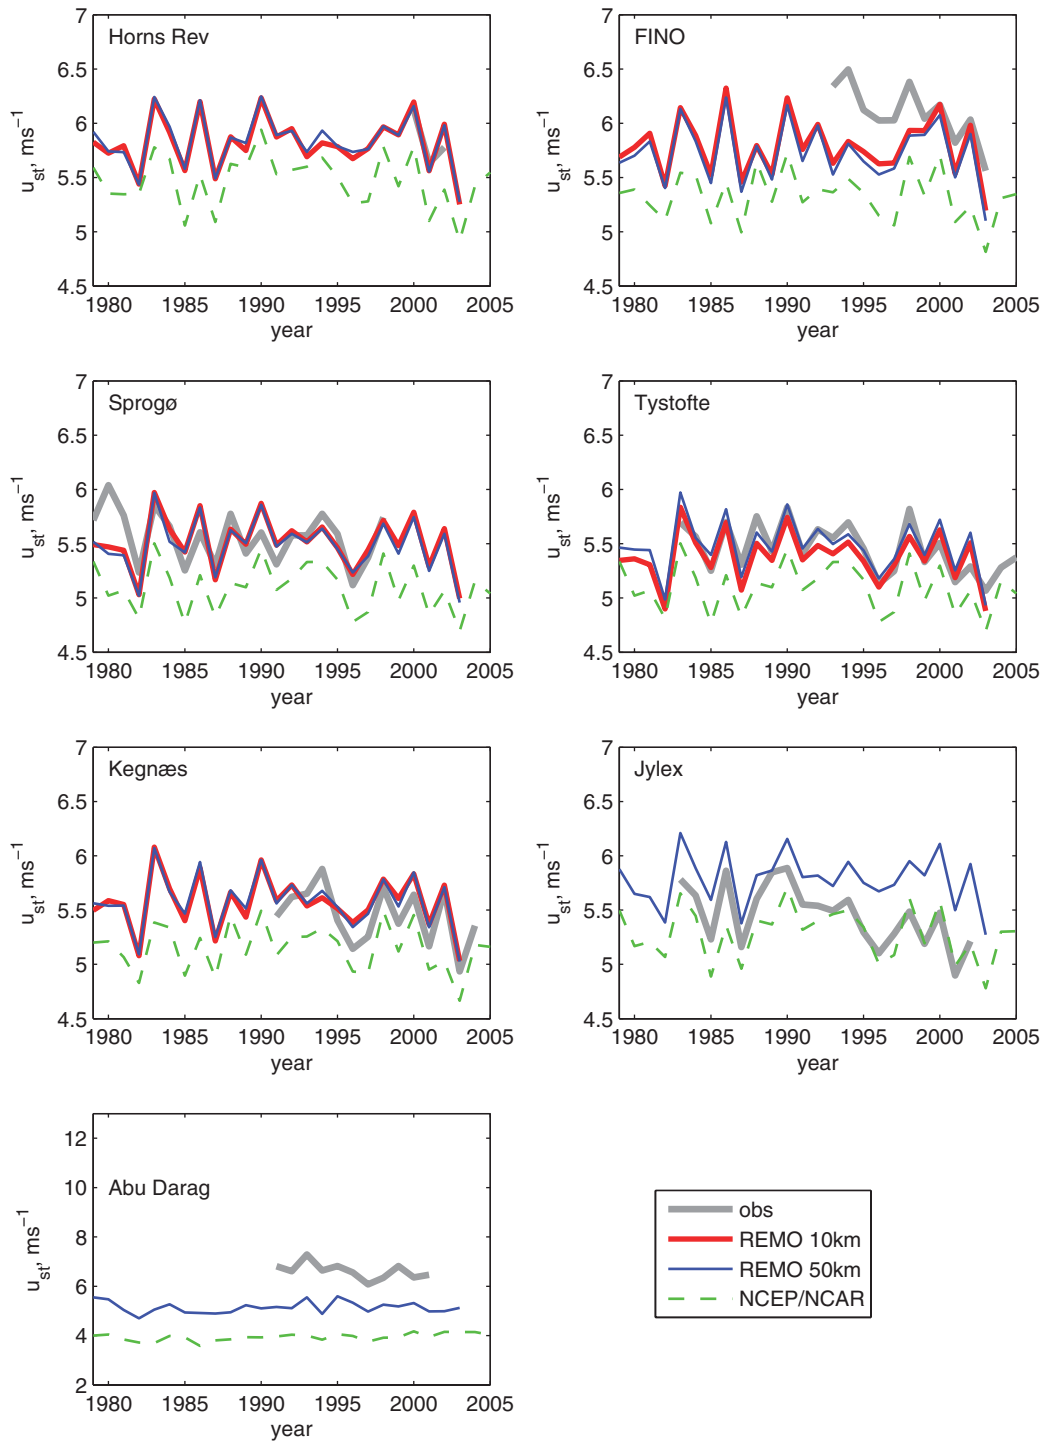 Horns Rev
7
6.5
6
5.5
5
4.5
u_st, ms^−1
1980 1985 1990 1995 2000 2005
year
FINO
7
6.5
6
5.5
5
4.5
u_st, ms^−1
1980 1985 1990 1995 2000 2005
year
Sprogø
7
6.5
6
5.5
5
4.5
u_st, ms^−1
1980 1985 1990 1995 2000 2005
year
Tystofte
7
6.5
6
5.5
5
4.5
u_st, ms^−1
1980 1985 1990 1995 2000 2005
year
Kegnæs
7
6.5
6
5.5
5
4.5
u_st, ms^−1
1980 1985 1990 1995 2000 2005
year
Jylex
7
6.5
6
5.5
5
4.5
u_st, ms^−1
1980 1985 1990 1995 2000 2005
year
Abu Darag
12
10
8
6
4
2
u_st, ms^−1
1980 1985 1990 1995 2000 2005
year
obs
REMO 10km
REMO 50km
NCEP/NCAR